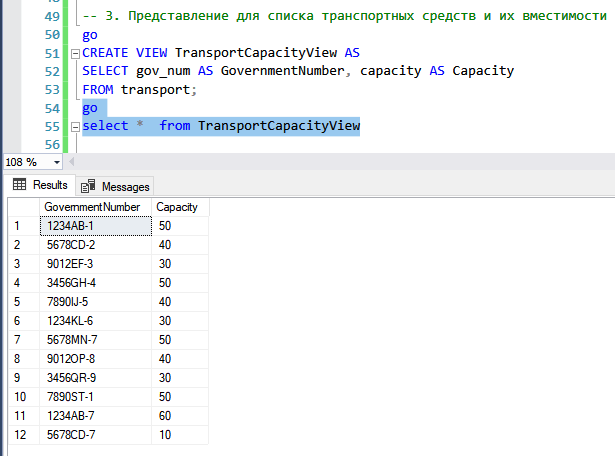 49 -- 3. Представление для списка транспортных средств и их вместимости
50 go
51 CREATE VIEW TransportCapacityView AS
52 SELECT gov_num AS GovernmentNumber, capacity AS Capacity
53 FROM transport;
54 go
55 select * from TransportCapacityView
56
108 %
Results Messages
GovernmentNumber Capacity
1 1234AB-1 50
2 5678CD-2 40
3 9012EF-3 30
4 3456GH-4 50
5 7890IJ-5 40
6 1234KL-6 30
7 5678MN-7 50
8 9012OP-8 40
9 3456QR-9 30
10 7890ST-1 50
11 1234AB-7 60
12 5678CD-7 10